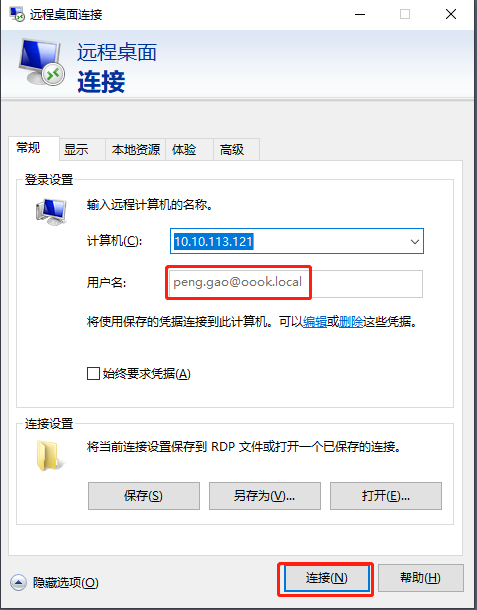 远程桌面连接
远程桌面
连接
常规 显示 本地资源 体验 高级
登录设置
输入远程计算机的名称。
计算机(C): 10.10.113.121
用户名: peng.gao@oook.local
将使用保存的凭据连接到此计算机。可以编辑或删除这些凭据。
始终要求凭据(A)
连接设置
将当前连接设置保存到 RDP 文件或打开一个已保存的连接。
保存(S) 另存为(V)... 打开(E)...
隐藏选项(O) 连接(N) 帮助(H)